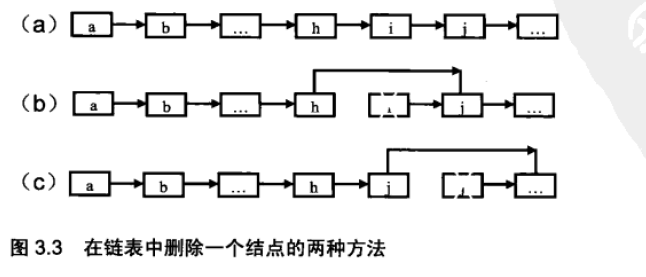 (a) a b … h i j …
(b) a b … h j …
(c) a b … h j …
图 3.3 在链表中删除一个结点的两种方法